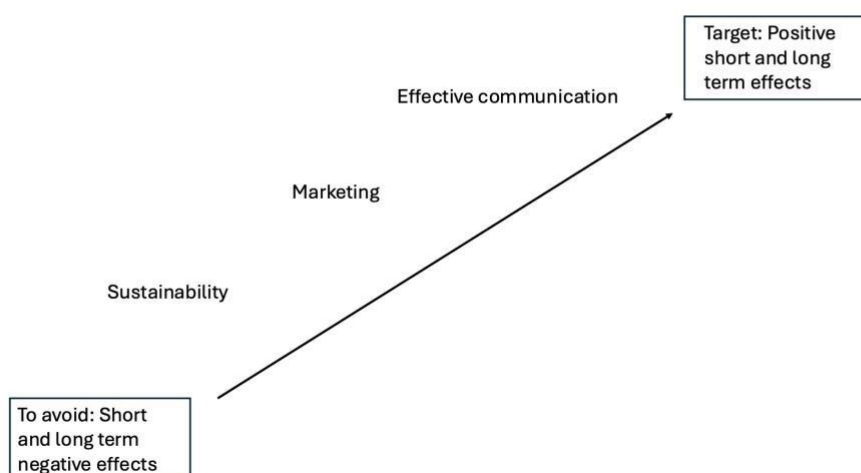 Target: Positive
short and long
term effects
Effective communication
Marketing
Sustainability
To avoid: Short
and long term
negative effects